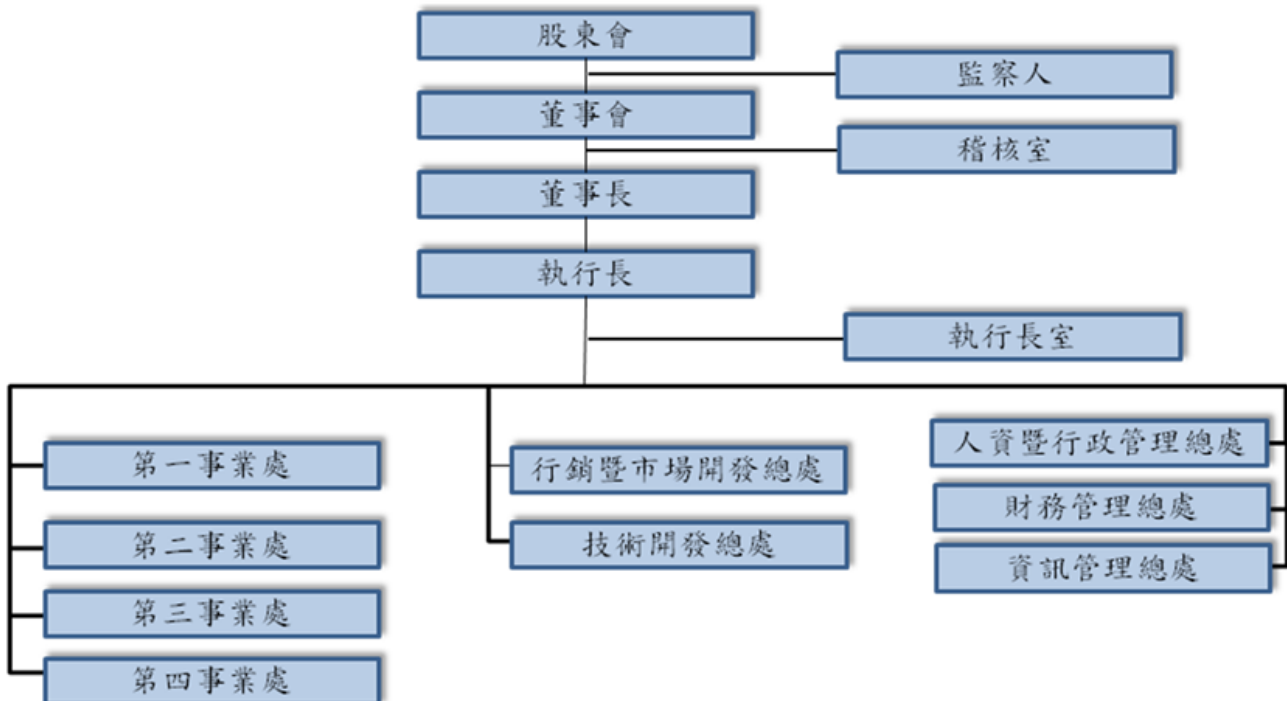 股東會
監察人
董事會
稽核室
董事長
執行長
執行長室
第一事業處
第二事業處
第三事業處
第四事業處
行銷暨市場開發總處
技術開發總處
人資暨行政管理總處
財務管理總處
資訊管理總處